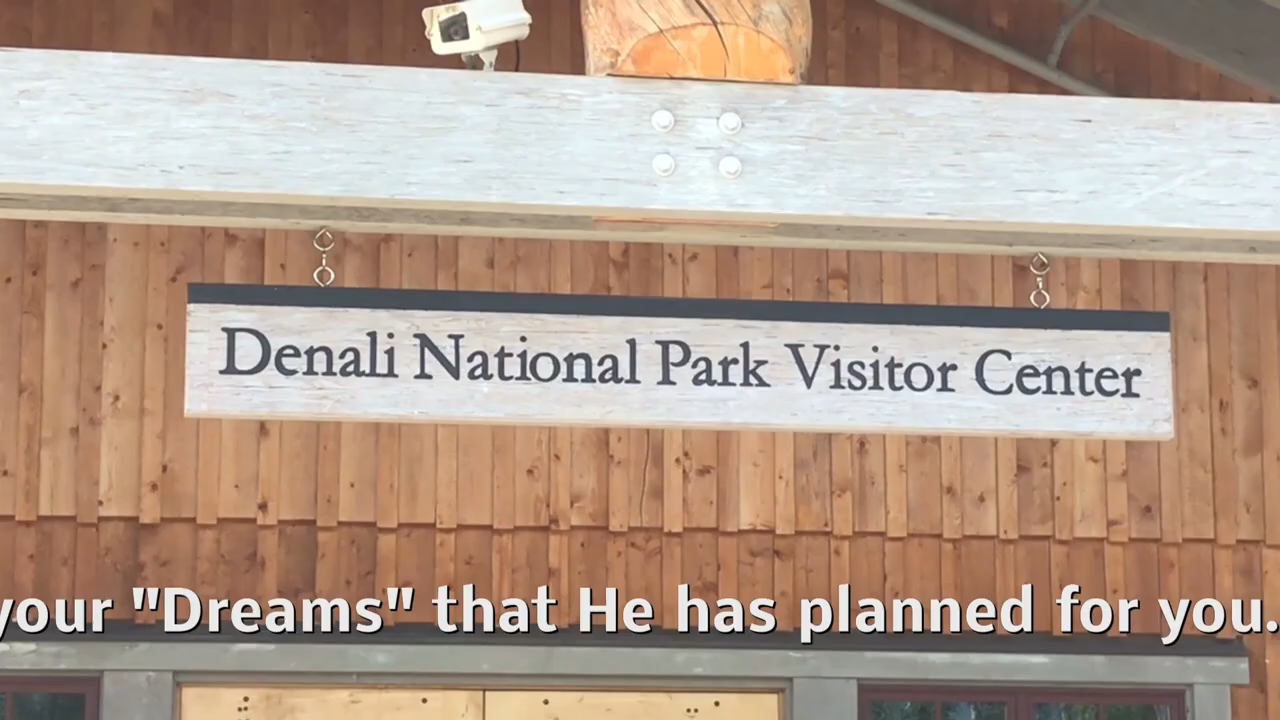 Denali National Park Visitor Center
your "Dreams" that He has planned for you.